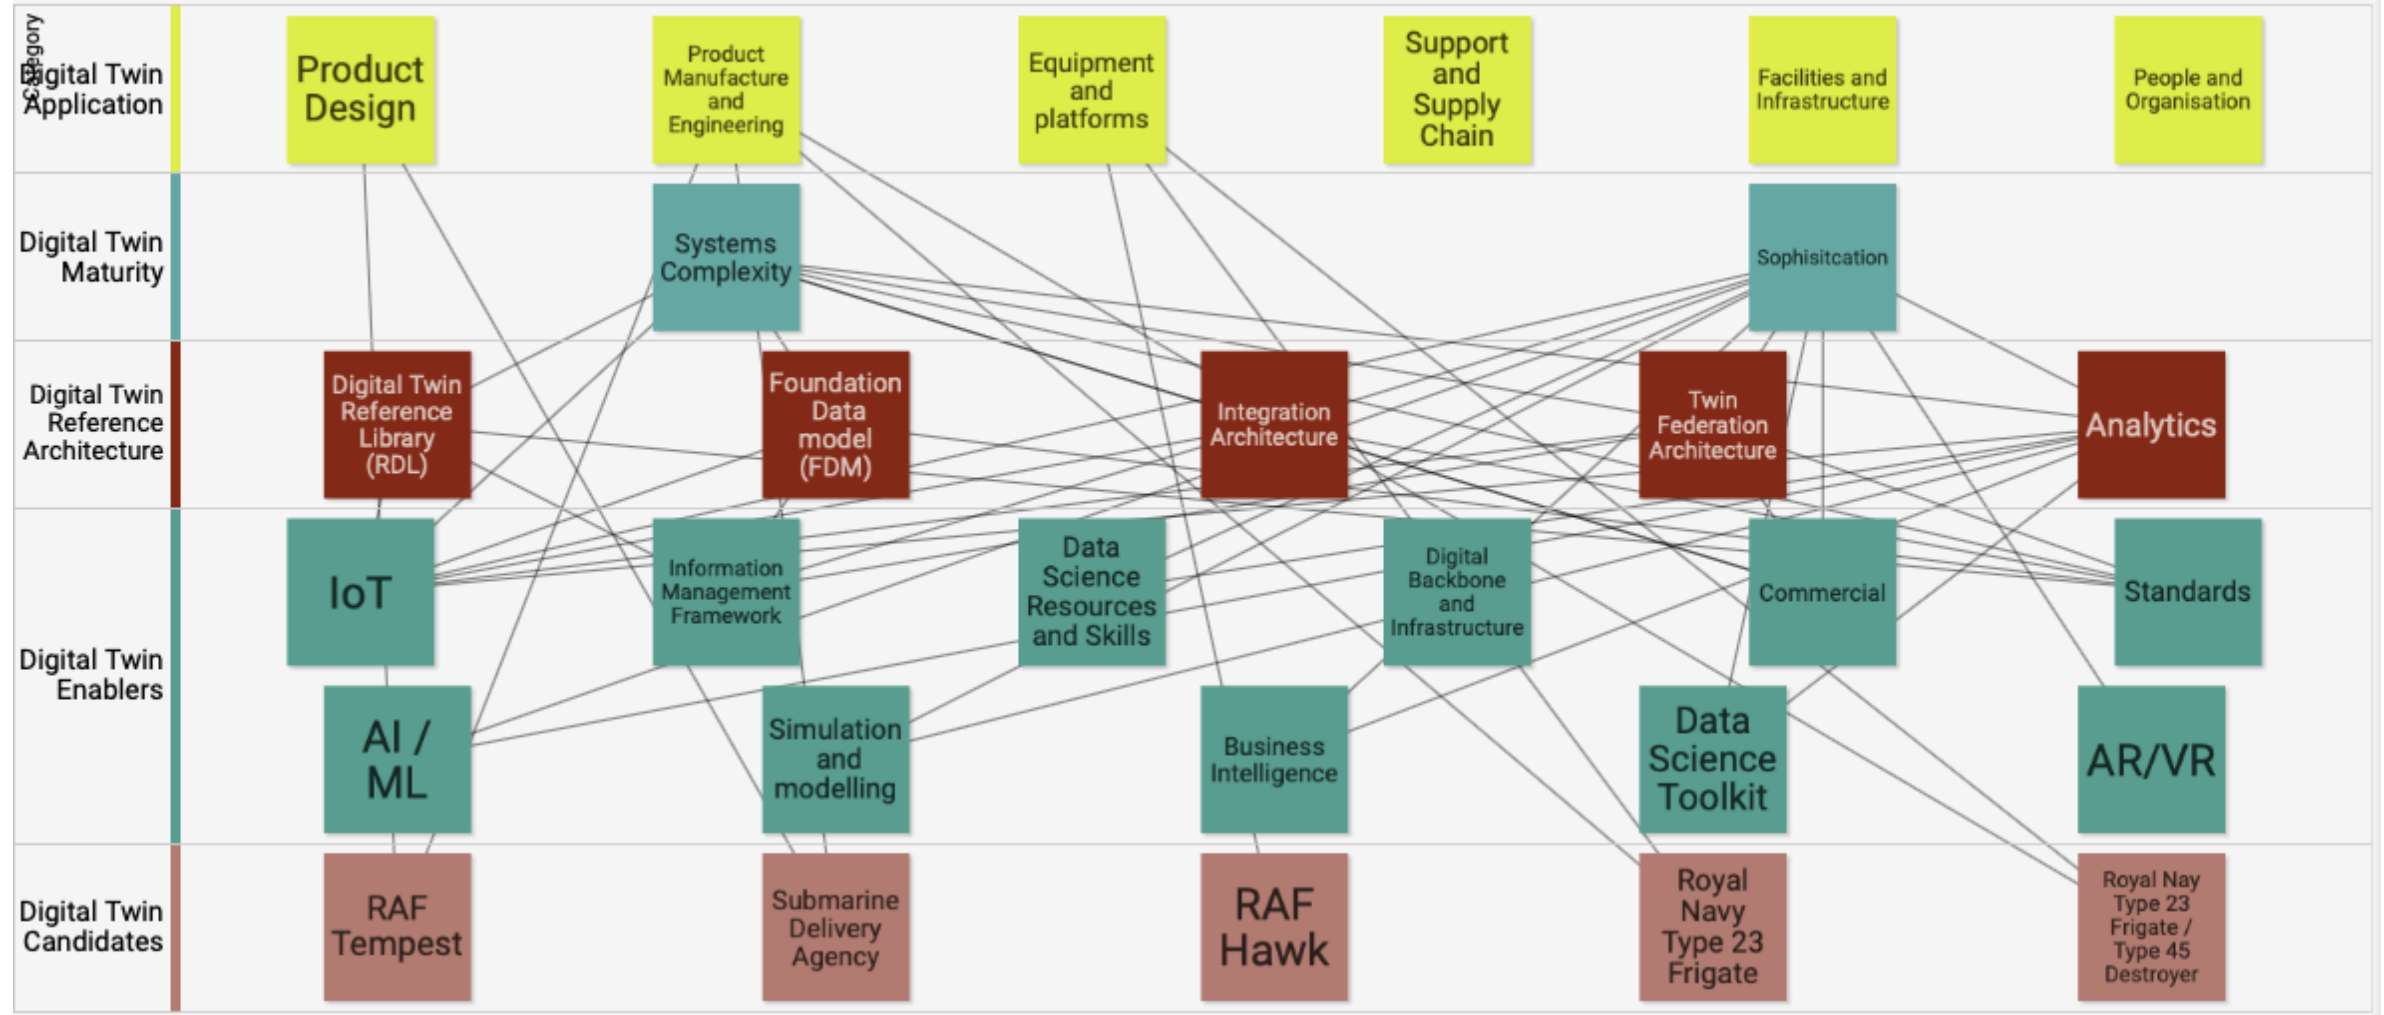 Category
Digital Twin
Application
Product
Design
Product
Manufacture
and
Engineering
Equipment
and
platforms
Support
and
Supply
Chain
Facilities and
Infrastructure
People and
Organisation
Digital Twin
Maturity
Systems
Complexity
Sophisitcation
Digital Twin
Reference
Architecture
Digital Twin
Reference
Library
(RDL)
Foundation
Data
model
(FDM)
Integration
Architecture
Twin
Federation
Architecture
Analytics
Digital Twin
Enablers
IoT
Information
Management
Framework
Data
Science
Resources
and Skills
Digital
Backbone
and
Infrastructure
Commercial
Standards
AI /
ML
Simulation
and
modelling
Business
Intelligence
Data
Science
Toolkit
AR/VR
Digital Twin
Candidates
RAF
Tempest
Submarine
Delivery
Agency
RAF
Hawk
Royal
Navy
Type 23
Frigate
Royal Nay
Type 23
Frigate /
Type 45
Destroyer